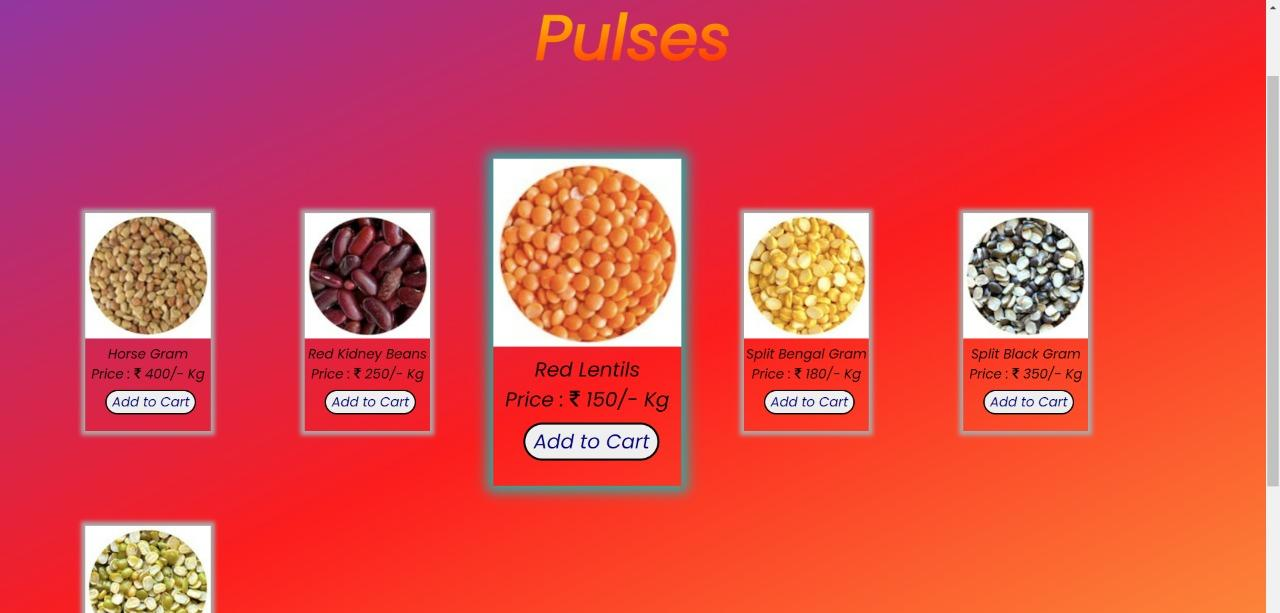 Pulses
Horse Gram
Price : ₹ 400/- Kg
Add to Cart
Red Kidney Beans
Price : ₹ 250/- Kg
Add to Cart
Red Lentils
Price : ₹ 150/- Kg
Add to Cart
Split Bengal Gram
Price : ₹ 180/- Kg
Add to Cart
Split Black Gram
Price : ₹ 350/- Kg
Add to Cart